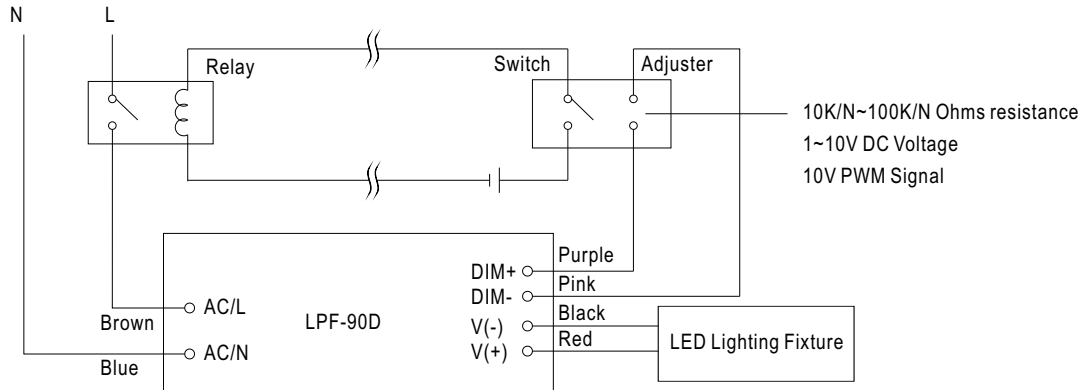 N
L
Relay
Switch
Adjuster
10K/N~100K/N Ohms resistance
1~10V DC Voltage
10V PWM Signal
Purple
DIM+
Pink
DIM-
Black
V(-)
Red
V(+)
LED Lighting Fixture
LPF-90D
AC/L
Brown
AC/N
Blue